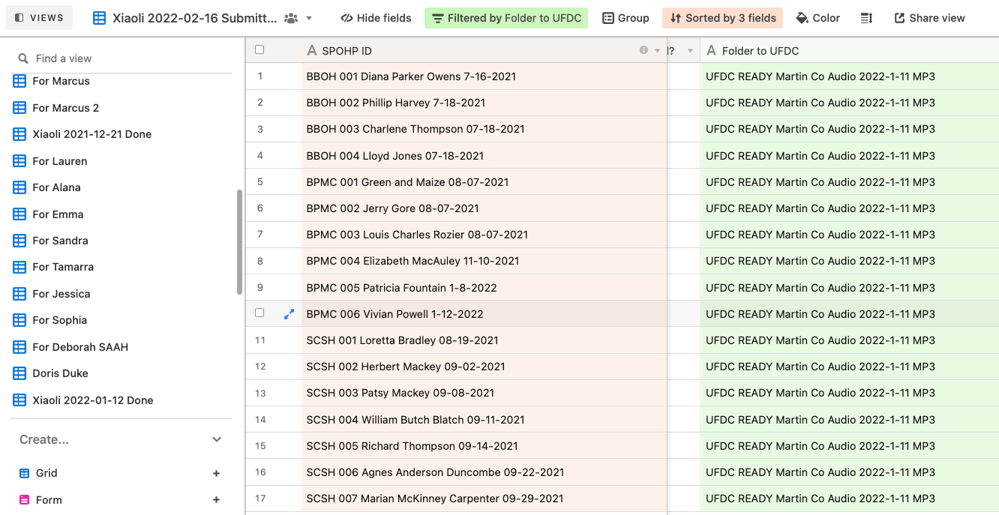 VIEWS
Xiaoli 2022-02-16 Submitt...
Hide fields
Filtered by Folder to UFDC
Group
Sorted by 3 fields
Color
Share view
Find a view
For Marcus
For Marcus 2
Xiaoli 2021-12-21 Done
For Lauren
For Alana
For Emma
For Sandra
For Tamarra
For Jessica
For Sophia
For Deborah SAAH
Doris Duke
Xiaoli 2022-01-12 Done
Create...
Grid +
Form +
A SPOHP ID l? A Folder to UFDC
1 BBOH 001 Diana Parker Owens 7-16-2021 UFDC READY Martin Co Audio 2022-1-11 MP3
2 BBOH 002 Phillip Harvey 7-18-2021 UFDC READY Martin Co Audio 2022-1-11 MP3
3 BBOH 003 Charlene Thompson 07-18-2021 UFDC READY Martin Co Audio 2022-1-11 MP3
4 BBOH 004 Lloyd Jones 07-18-2021 UFDC READY Martin Co Audio 2022-1-11 MP3
5 BPMC 001 Green and Maize 08-07-2021 UFDC READY Martin Co Audio 2022-1-11 MP3
6 BPMC 002 Jerry Gore 08-07-2021 UFDC READY Martin Co Audio 2022-1-11 MP3
7 BPMC 003 Louis Charles Rozier 08-07-2021 UFDC READY Martin Co Audio 2022-1-11 MP3
8 BPMC 004 Elizabeth MacAuley 11-10-2021 UFDC READY Martin Co Audio 2022-1-11 MP3
9 BPMC 005 Patricia Fountain 1-8-2022 UFDC READY Martin Co Audio 2022-1-11 MP3
BPMC 006 Vivian Powell 1-12-2022 UFDC READY Martin Co Audio 2022-1-11 MP3
11 SCSH 001 Loretta Bradley 08-19-2021 UFDC READY Martin Co Audio 2022-1-11 MP3
12 SCSH 002 Herbert Mackey 09-02-2021 UFDC READY Martin Co Audio 2022-1-11 MP3
13 SCSH 003 Patsy Mackey 09-08-2021 UFDC READY Martin Co Audio 2022-1-11 MP3
14 SCSH 004 William Butch Blatch 09-11-2021 UFDC READY Martin Co Audio 2022-1-11 MP3
15 SCSH 005 Richard Thompson 09-14-2021 UFDC READY Martin Co Audio 2022-1-11 MP3
16 SCSH 006 Agnes Anderson Duncombe 09-22-2021 UFDC READY Martin Co Audio 2022-1-11 MP3
17 SCSH 007 Marian McKinney Carpenter 09-29-2021 UFDC READY Martin Co Audio 2022-1-11 MP3